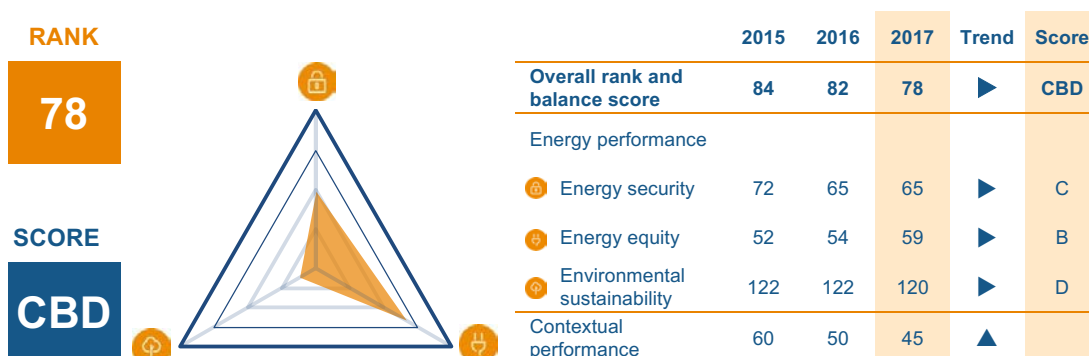 RANK
78
SCORE
CBD
2015 2016 2017 Trend Score
Overall rank and
balance score 84 82 78 CBD
Energy performance
Energy security 72 65 65 C
Energy equity 52 54 59 B
Environmental
sustainability 122 122 120 D
Contextual
performance 60 50 45